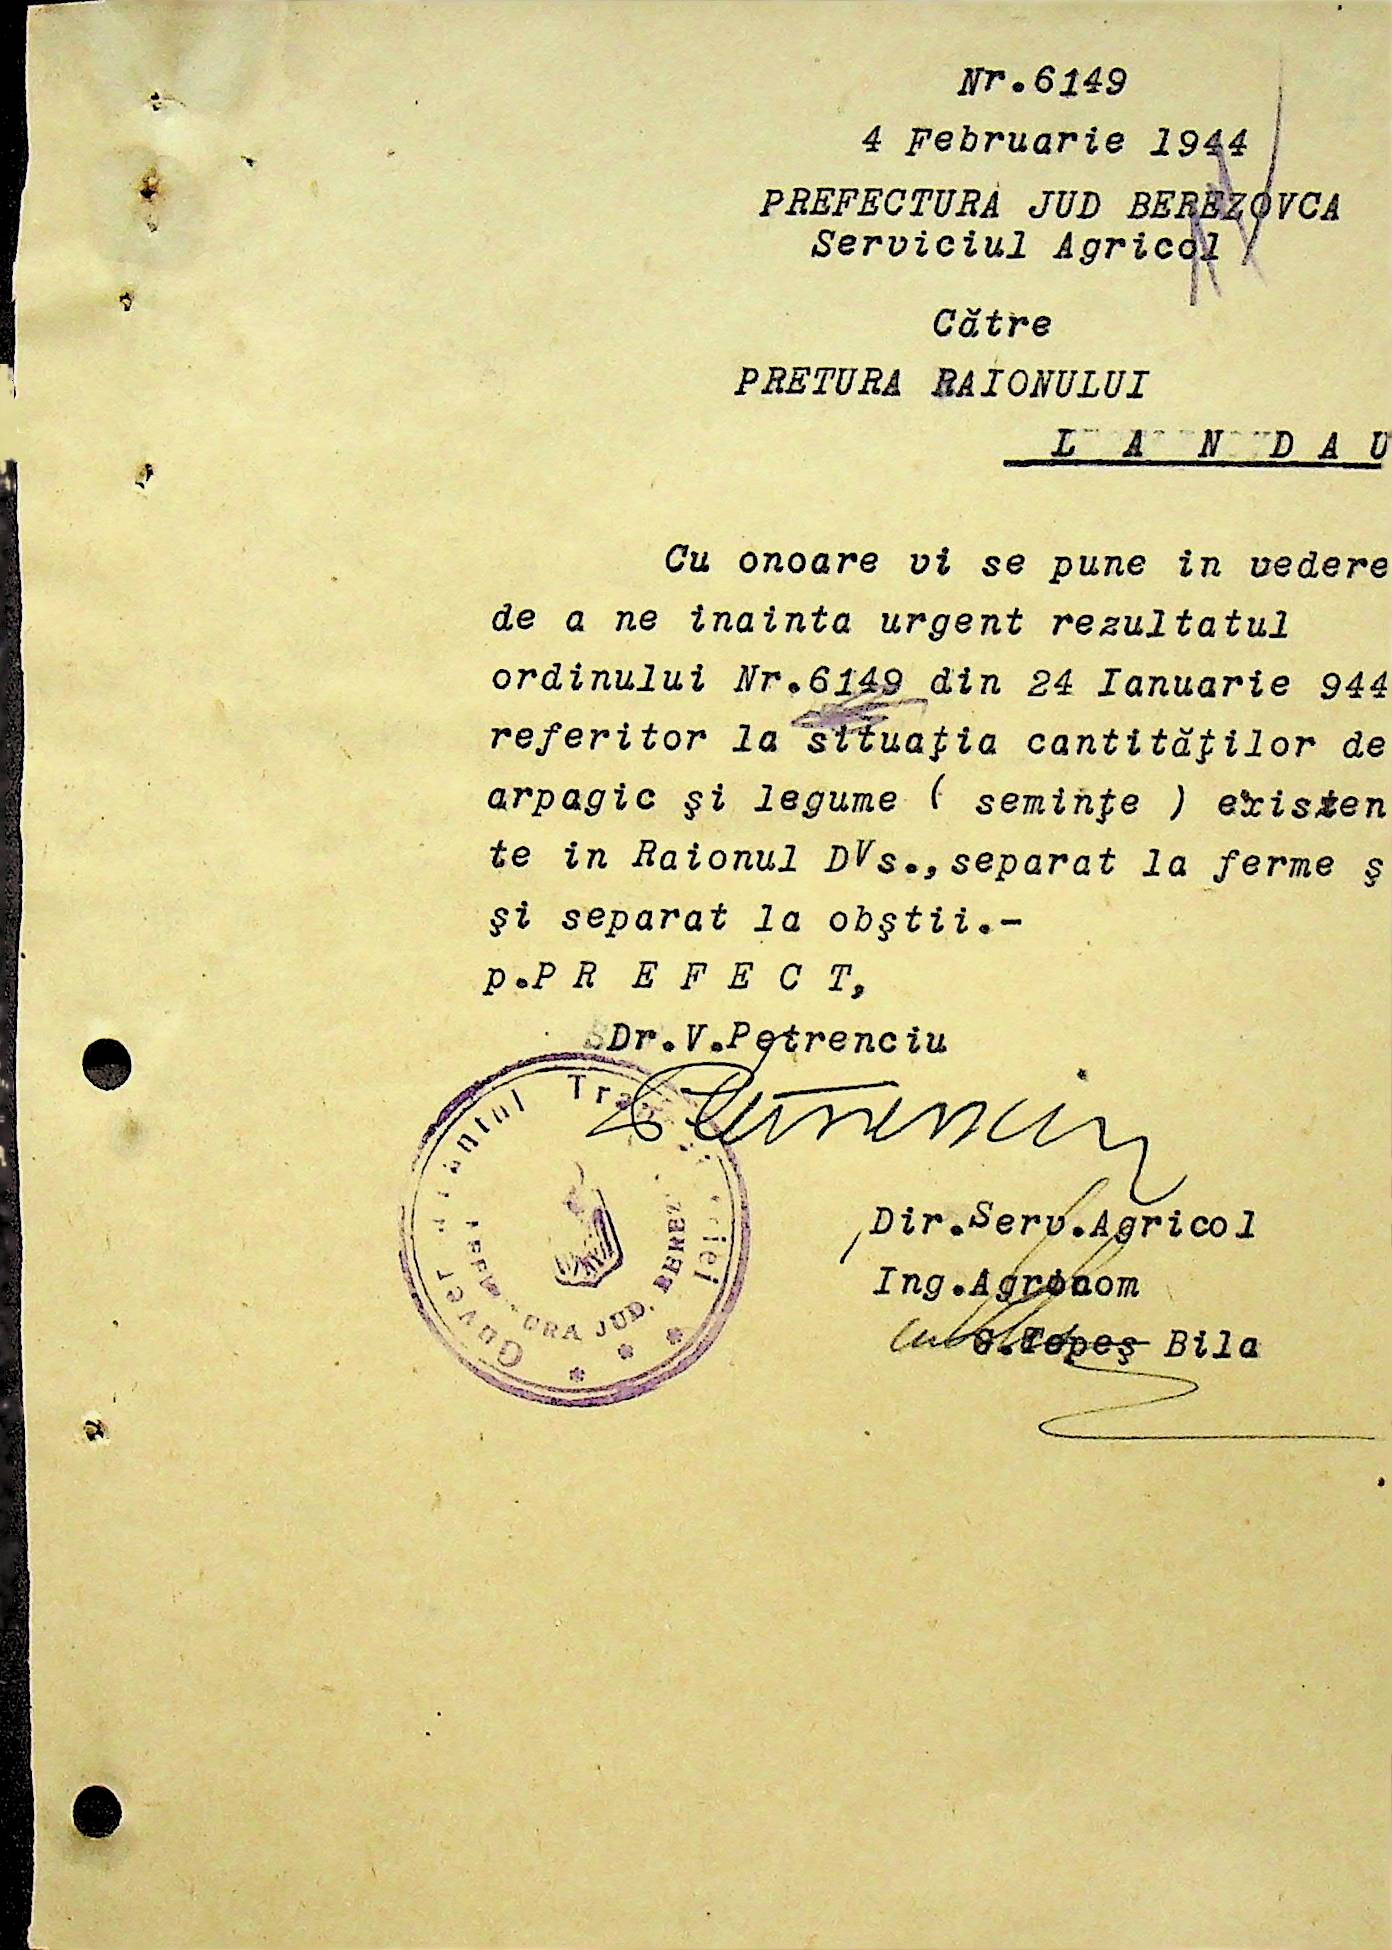 Nr.6149
4 Februarie 1944
PREFECTURA JUD BEREZOVCA
Serviciul Agricol
Către
PRETURA RAIONULUI
L A N D A U
Cu onoare vi se pune in vedere
de a ne inainta urgent rezultatul
ordinului Nr.6149 din 24 Ianuarie 944
referitor la situaţia cantităţilor de
arpagic şi legume ( seminţe ) existen
te in Raionul DVs.,separat la ferme ş
şi separat la obştii.-
p.P R E F E C T,
Dr.V.Petrenciu
Dir.Serv.Agricol
Ing.Agronom
Bila
JUD. BEREZ